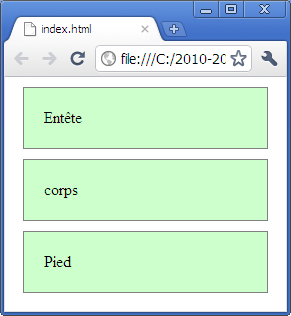 index.html
file:///C:/2010-20
Entête
corps
Pied